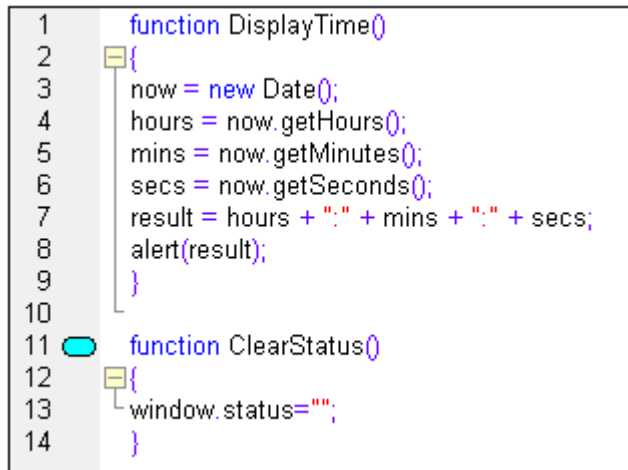 1 function DisplayTime()
2 {
3 now = new Date();
4 hours = now.getHours();
5 mins = now.getMinutes();
6 secs = now.getSeconds();
7 result = hours + ":" + mins + ":" + secs;
8 alert(result);
9 }
10
11 function ClearStatus()
12 {
13 window.status="";
14 }